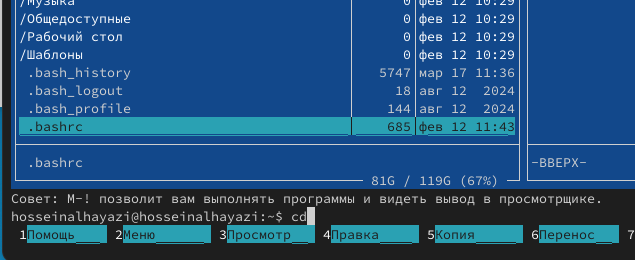 /Музыка 0 фев 12 10:29
/Общедоступные 0 фев 12 10:29
/Рабочий стол 0 фев 12 10:29
/Шаблоны 0 фев 12 10:29
.bash_history 5747 мар 17 11:36
.bash_logout 18 авг 12 2024
.bash_profile 144 авг 12 2024
.bashrc 685 фев 12 11:43
.bashrc
-ВВЕРХ-
81G / 119G (67%)
Совет: M-! позволит вам выполнять программы и видеть вывод в просмотрщике.
hosseinalhayazi@hosseinalhayazi:~$ cd
1Помощь 2Меню 3Просмотр 4Правка 5Копия 6Перенос 7